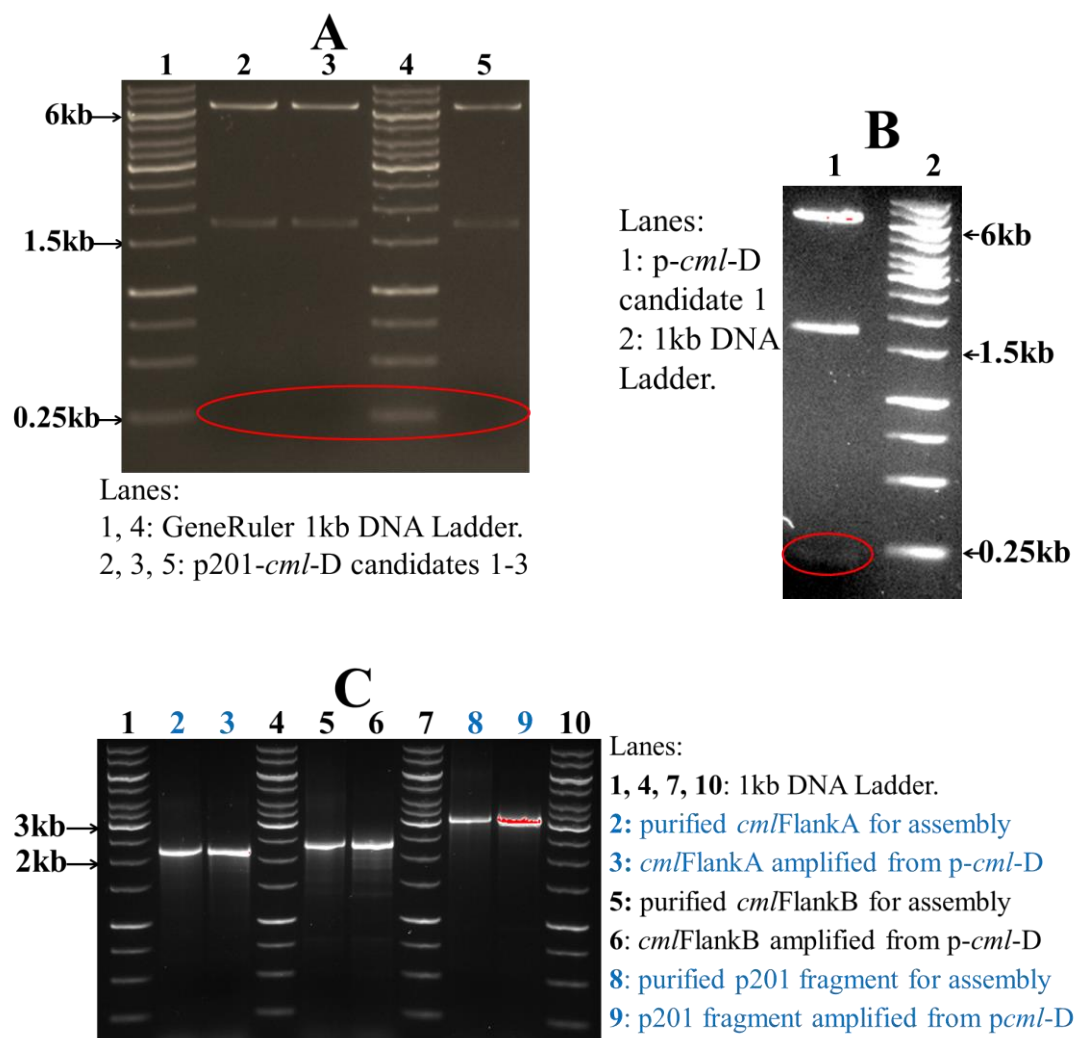 A
1 2 3 4 5
6kb
1.5kb
0.25kb
Lanes:
1, 4: GeneRuler 1kb DNA Ladder.
2, 3, 5: p201-cml-D candidates 1-3
B
1 2
Lanes:
1: p-cml-D
candidate 1
2: 1kb DNA
Ladder.
6kb
1.5kb
0.25kb
C
1 2 3 4 5 6 7 8 9 10
3kb
2kb
Lanes:
1, 4, 7, 10: 1kb DNA Ladder.
2: purified cmlFlankA for assembly
3: cmlFlankA amplified from p-cml-D
5: purified cmlFlankB for assembly
6: cmlFlankB amplified from p-cml-D
8: purified p201 fragment for assembly
9: p201 fragment amplified from pcml-D